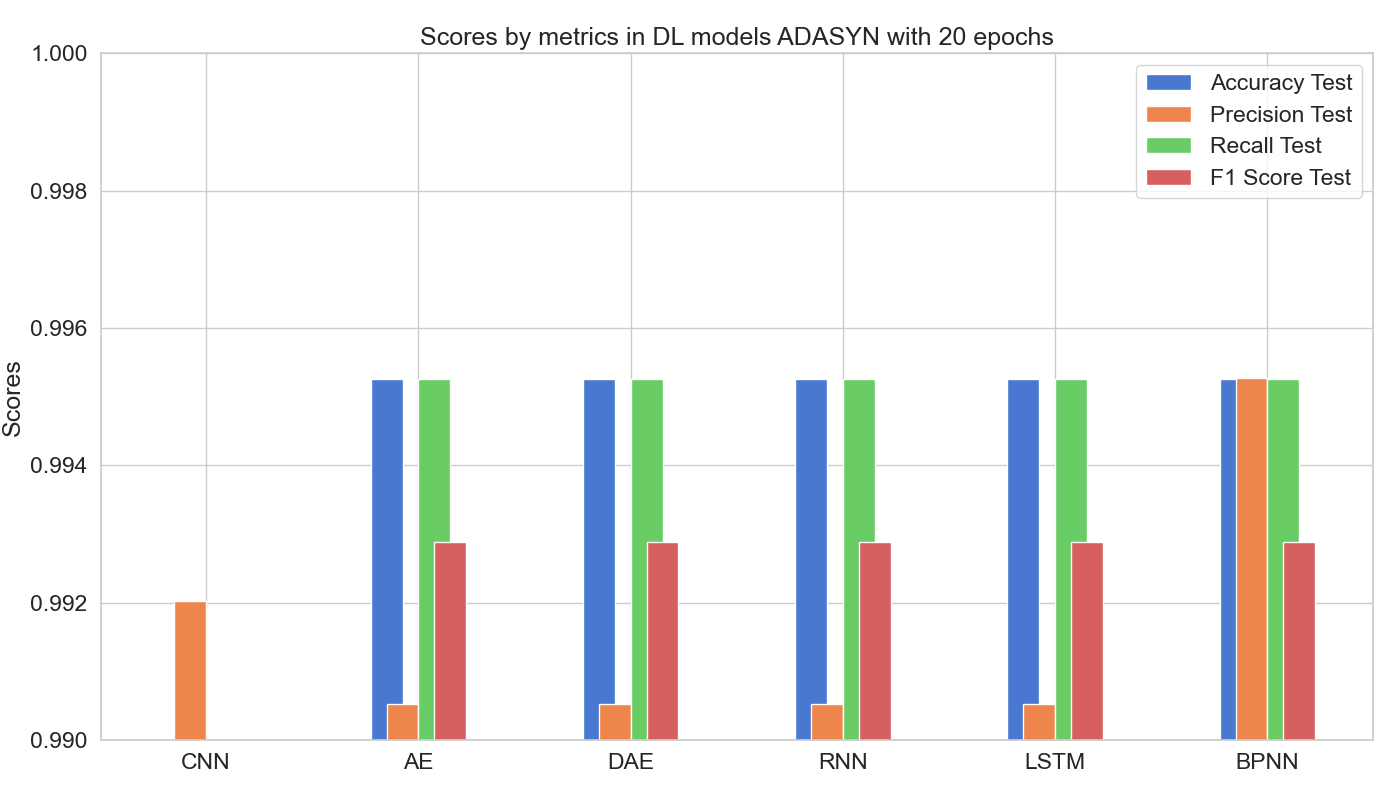 Scores by metrics in DL models ADASYN with 20 epochs
1.000
0.998
0.996
0.994
0.992
0.990
Scores
Accuracy Test
Precision Test
Recall Test
F1 Score Test
CNN
AE
DAE
RNN
LSTM
BPNN